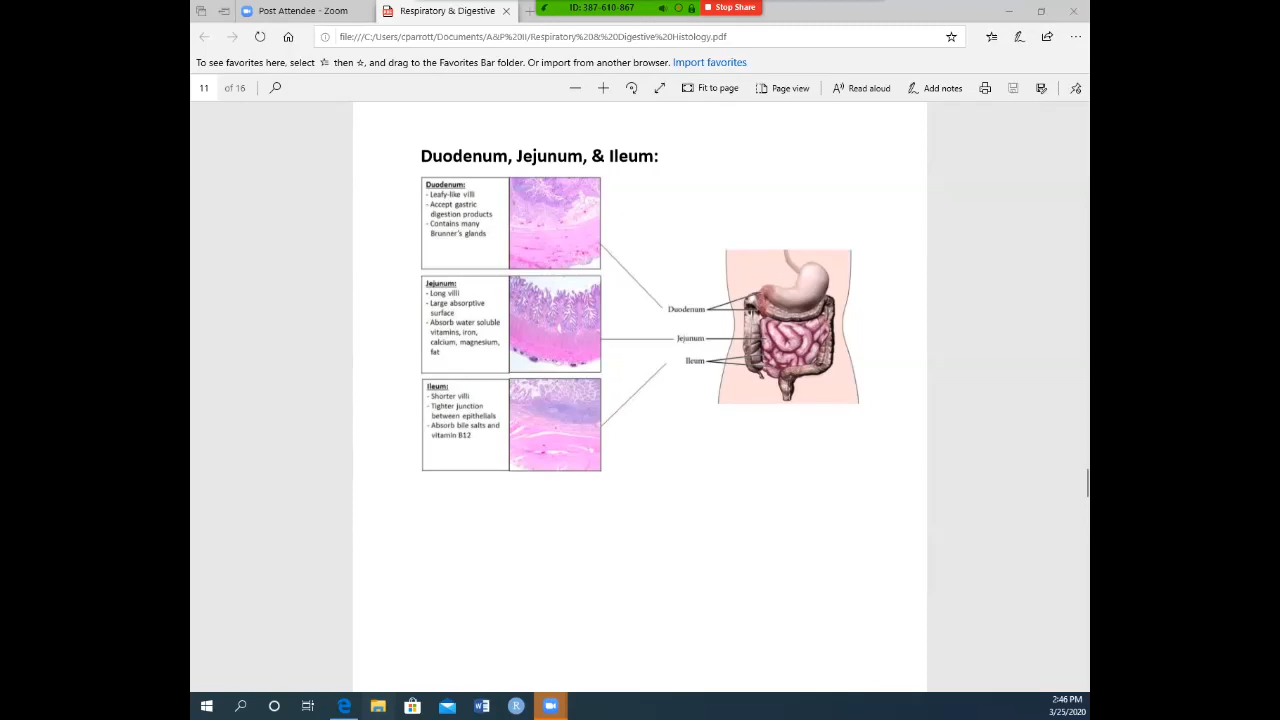 Post Attendee - Zoom
Respiratory & Digestive
ID: 387-610-867
Stop Share
file:///C:/Users/cparrott/Documents/A&P%20II/Respiratory%20&%20Digestive%20Histology.pdf
To see favorites here, select then ☆, and drag to the Favorites Bar folder. Or import from another browser. Import favorites
11 of 16
Fit to page
Page view
Read aloud
Add notes
Duodenum, Jejunum, & Ileum:
Duodenum:
- Leafy-like villi
- Accept gastric
digestion products
- Contains many
Brunner's glands
Jejunum:
- Long villi
- Large absorptive
surface
- Absorb water soluble
vitamins, iron,
calcium, magnesium,
fat
Ileum:
- Shorter villi
- Tighter junction
between epithelials
- Absorb bile salts and
vitamin B12
Duodenum
Jejunum
Ileum
2:46 PM
3/25/2020